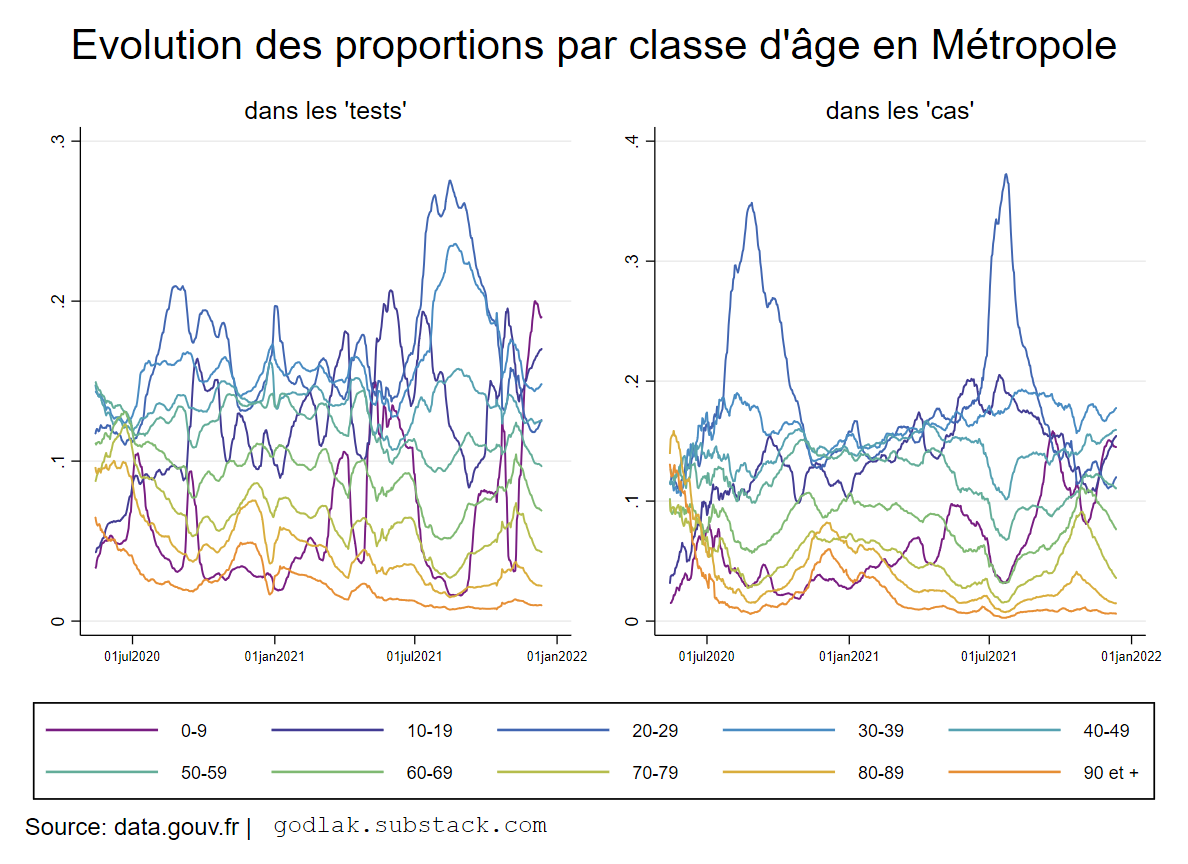 Evolution des proportions par classe d'âge en Métropole
dans les 'tests'
dans les 'cas'
.3
.2
.1
0
.4
.3
.2
.1
0
01jul2020 01jan2021 01jul2021 01jan2022
01jul2020 01jan2021 01jul2021 01jan2022
0-9 10-19 20-29 30-39 40-49
50-59 60-69 70-79 80-89 90 et +
Source: data.gouv.fr | godlak.substack.com